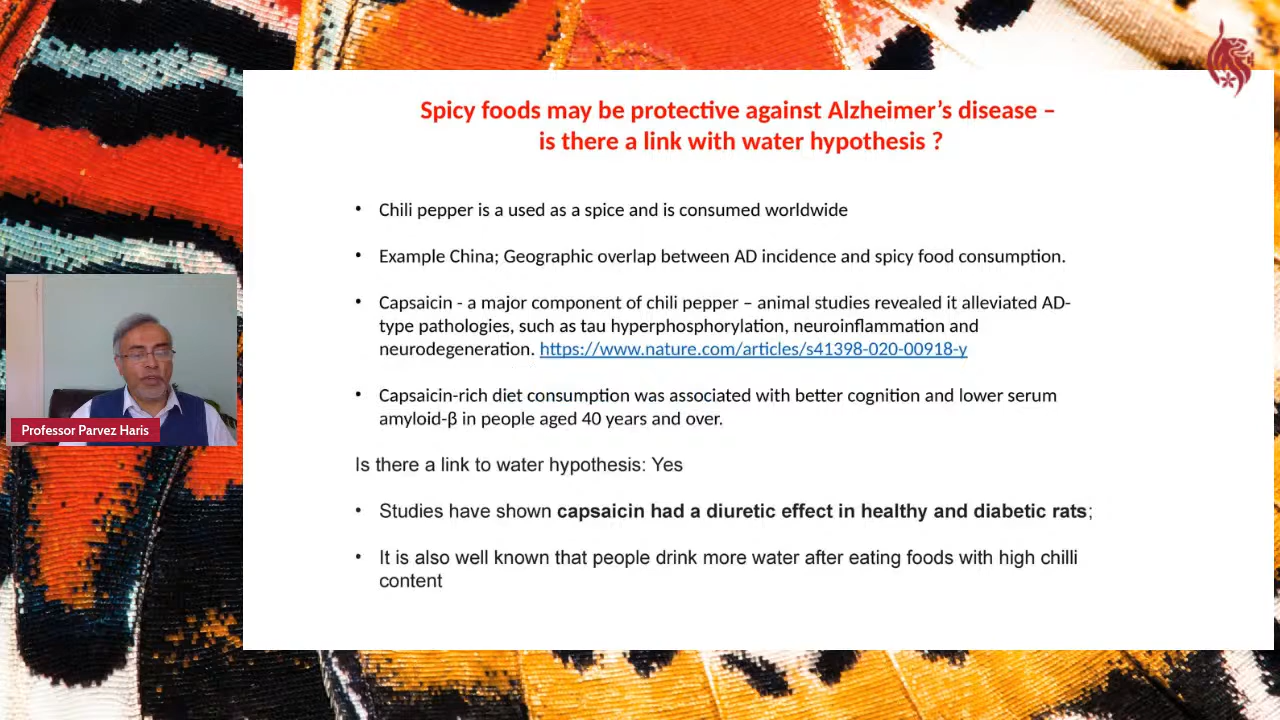 Spicy foods may be protective against Alzheimer’s disease –
is there a link with water hypothesis ?
• Chili pepper is a used as a spice and is consumed worldwide
• Example China; Geographic overlap between AD incidence and spicy food consumption.
• Capsaicin - a major component of chili pepper – animal studies revealed it alleviated AD-
type pathologies, such as tau hyperphosphorylation, neuroinflammation and
neurodegeneration. https://www.nature.com/articles/s41398-020-00918-y
• Capsaicin-rich diet consumption was associated with better cognition and lower serum
amyloid-β in people aged 40 years and over.
Is there a link to water hypothesis: Yes
• Studies have shown capsaicin had a diuretic effect in healthy and diabetic rats;
• It is also well known that people drink more water after eating foods with high chilli
content
Professor Parvez Haris